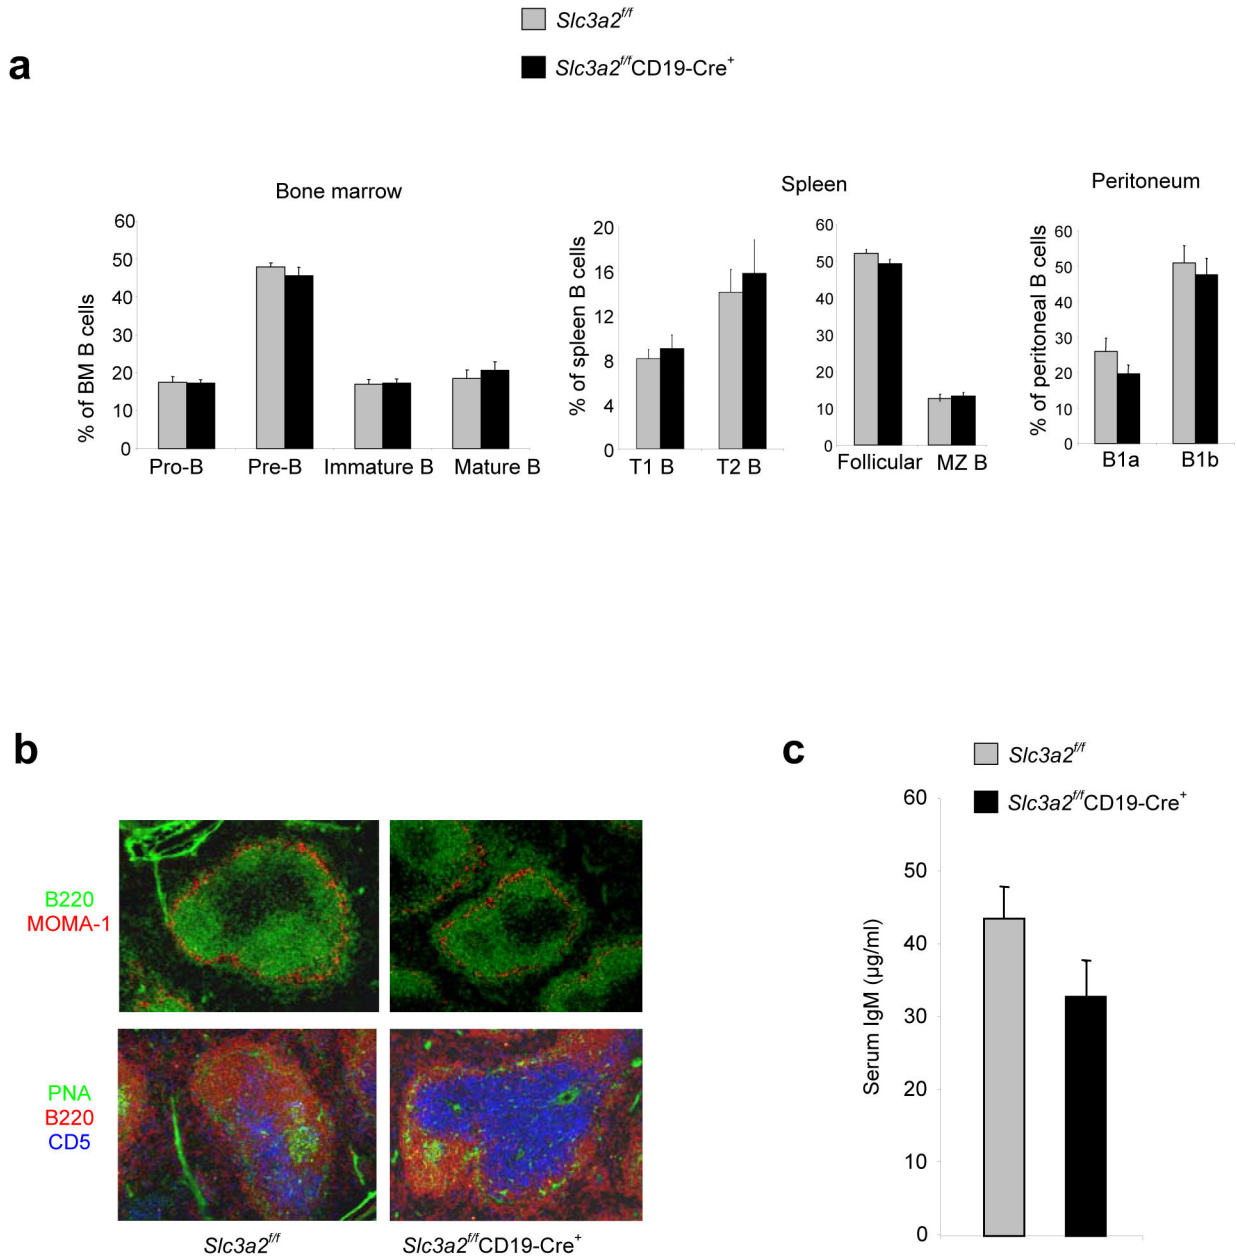 Slc3a2f/f
Slc3a2f/fCD19-Cre+
a
Bone marrow
Spleen
Peritoneum
% of BM B cells
60
50
40
30
20
10
0
Pro-B Pre-B Immature B Mature B
% of spleen B cells
20
16
12
8
4
0
T1 B T2 B
60
50
40
30
20
10
0
Follicular MZ B
% of peritoneal B cells
60
50
40
30
20
10
0
B1a B1b
b
B220
MOMA-1
PNA
B220
CD5
Slc3a2f/f Slc3a2f/fCD19-Cre+
c
Slc3a2f/f
Slc3a2f/fCD19-Cre+
Serum IgM (μg/ml)
60
50
40
30
20
10
0